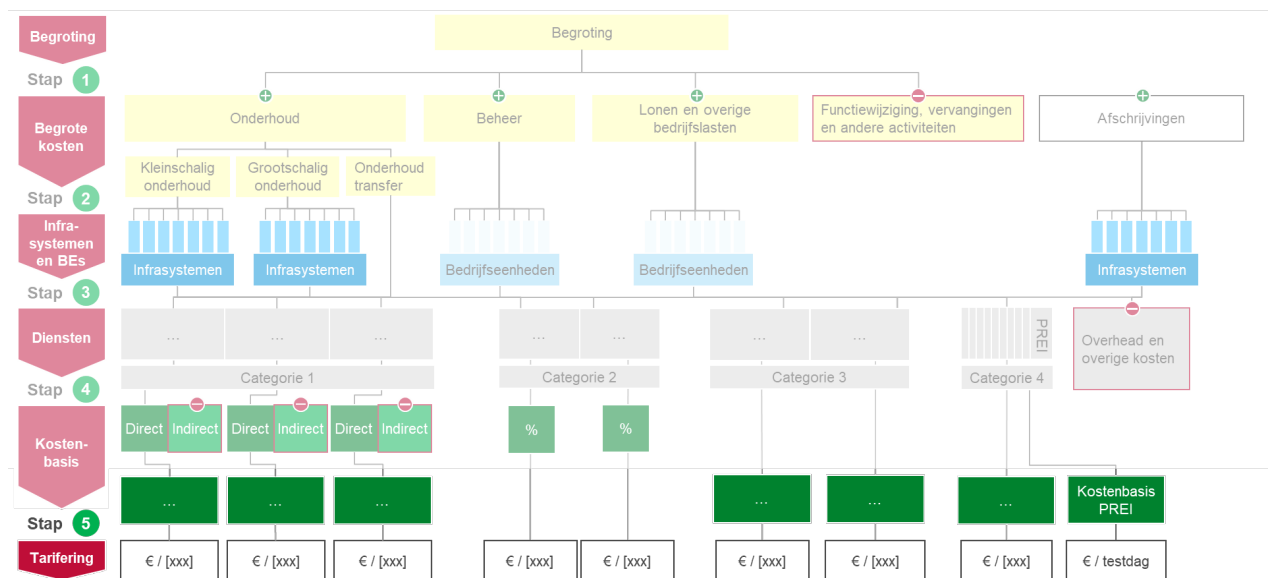 Begroting
Begroting
Stap 1
Begrote
kosten
Onderhoud
Beheer
Lonen en overige
bedrijfslasten
Functiewijziging, vervangingen
en andere activiteiten
Afschrijvingen
Kleinschalig
onderhoud
Grootschalig
onderhoud
Onderhoud
transfer
Stap 2
Infra-
systemen
en BEs
Infrasystemen
Infrasystemen
Bedrijfseenheden
Bedrijfseenheden
Infrasystemen
Stap 3
Diensten
...
...
...
...
...
...
...
PREI
Overhead en
overige kosten
Categorie 1
Categorie 2
Categorie 3
Categorie 4
Stap 4
Kosten-
basis
Direct
Indirect
Direct
Indirect
Direct
Indirect
%
%
...
...
...
...
...
...
Kostenbasis
PREI
Stap 5
Tarifering
€ / [xxx]
€ / [xxx]
€ / [xxx]
€ / [xxx]
€ / [xxx]
€ / [xxx]
€ / [xxx]
€ / [xxx]
€ / testdag